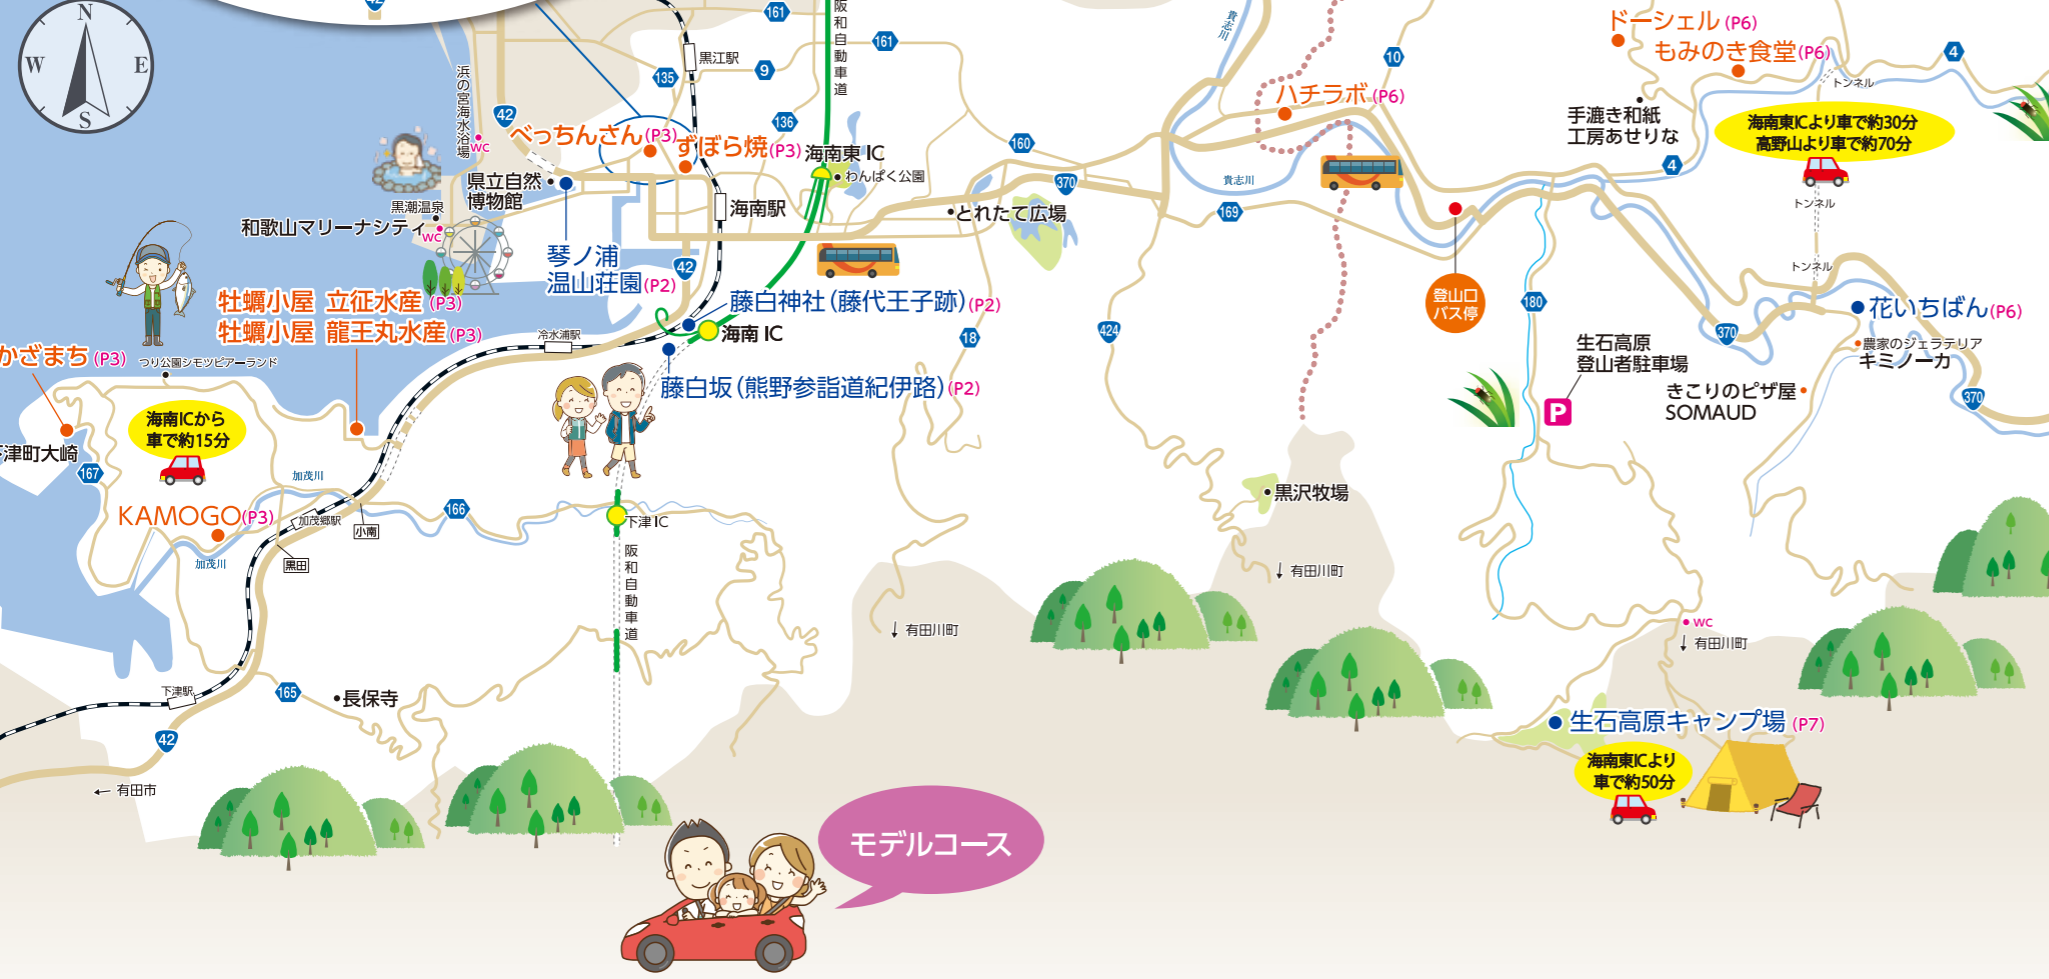 42
N
W
E
S
161
阪和自動車道
161
黒江駅
135
9
浜の宮海水浴場
WC
42
136
べっちんさん(P3)
ずぼら焼(P3)
海南東 IC
わんぱく公園
県立自然
博物館
海南駅
黒潮温泉
和歌山マリーナシティ
WC
琴ノ浦
温山荘園(P2)
42
160
370
とれたて広場
169
貴志川
貴志川
10
ハチラボ(P6)
ドーシェル(P6)
もみのき食堂(P6)
4
トンネル
手漉き和紙
工房あせりな
海南東ICより車で約30分
高野山より車で約70分
4
トンネル
トンネル
登山口
バス停
180
370
花いちばん(P6)
農家のジェラテリア
キミノーカ
370
生石高原
登山者駐車場
P
きこりのピザ屋
SOMAUD
牡蠣小屋 立征水産(P3)
牡蠣小屋 龍王丸水産(P3)
藤白神社(藤代王子跡)(P2)
海南 IC
冷水浦駅
藤白坂(熊野参詣道紀伊路)(P2)
18
424
かざまち(P3)
つり公園シモツピアーランド
海南ICから
車で約15分
津町大崎
167
加茂川
KAMOGO(P3)
加茂郷駅
小南
黒田
加茂川
166
下津 IC
阪和自動車道
黒沢牧場
↓ 有田川町
↓ 有田川町
WC
↓ 有田川町
下津駅
165
長保寺
42
← 有田市
生石高原キャンプ場(P7)
海南東ICより
車で約50分
モデルコース